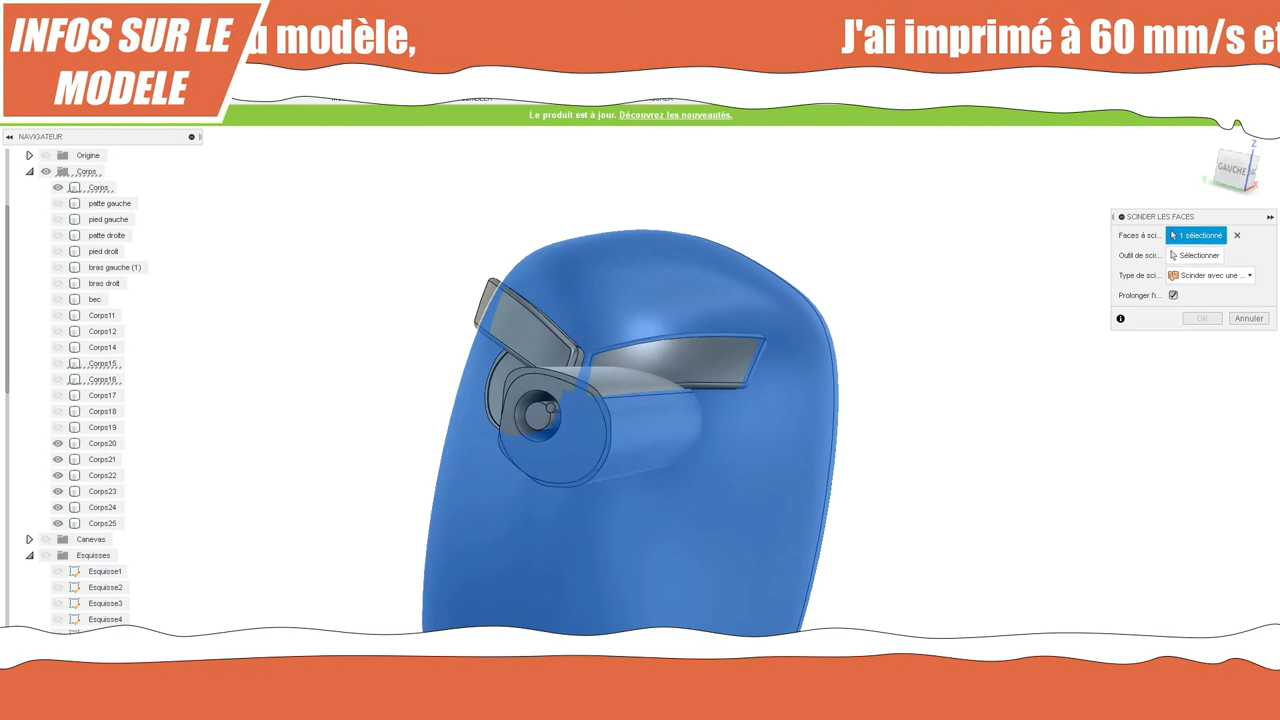 INFOS SUR LE
MODELE
modèle,
J'ai imprimé à 60 mm/s et
Le produit est à jour. Découvrez les nouveautés.
NAVIGATEUR
Origine
Corps
Corps
patte gauche
pied gauche
patte droite
pied droit
bras gauche (1)
bras droit
bec
Corps11
Corps12
Corps14
Corps15
Corps16
Corps17
Corps18
Corps19
Corps20
Corps21
Corps22
Corps23
Corps24
Corps25
Canevas
Esquisses
Esquisse1
Esquisse2
Esquisse3
Esquisse4
Z
GAUCHE
Y
X
SCINDER LES FACES
Faces à sci... 1 sélectionné
Outil de scis... Sélectionner
Type de sci... Scinder avec une ...
Prolonger l'...
OK Annuler